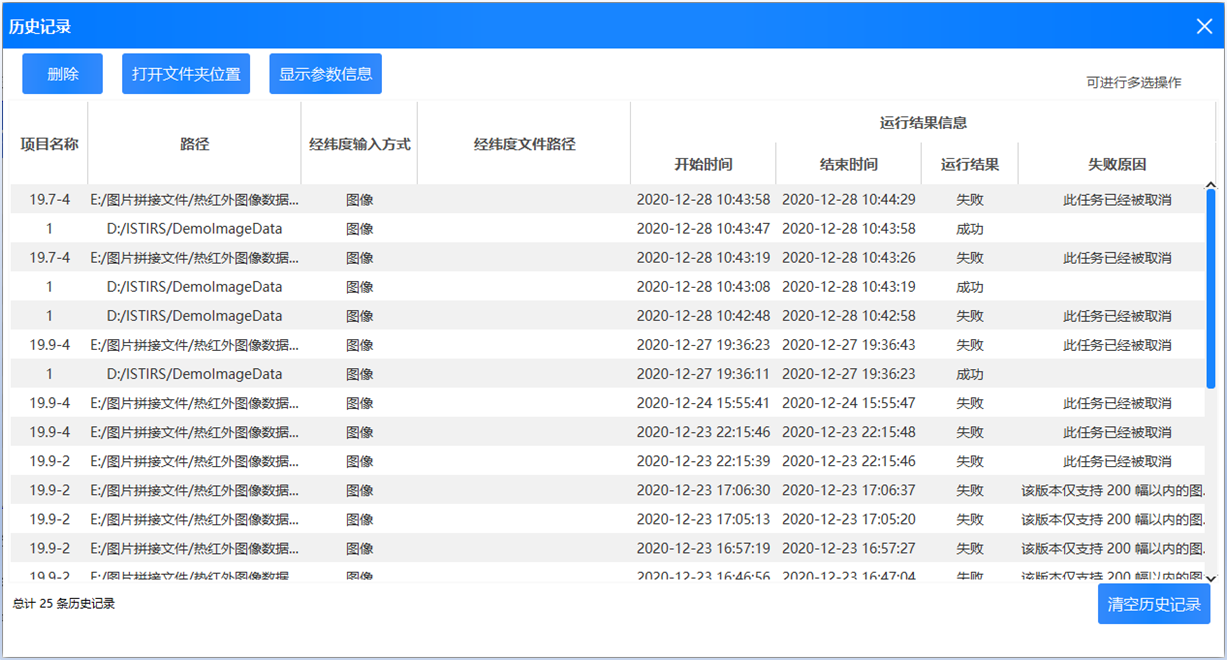 历史记录
删除 打开文件夹位置 显示参数信息
可进行多选操作
项目名称 路径 经纬度输入方式 经纬度文件路径 运行结果信息
开始时间 结束时间 运行结果 失败原因
19.7-4 E:/图片拼接文件/热红外图像数据... 图像 2020-12-28 10:43:58 2020-12-28 10:44:29 失败 此任务已经被取消
1 D:/ISTIRS/DemoImageData 图像 2020-12-28 10:43:47 2020-12-28 10:43:58 成功
19.7-4 E:/图片拼接文件/热红外图像数据... 图像 2020-12-28 10:43:19 2020-12-28 10:43:26 失败 此任务已经被取消
1 D:/ISTIRS/DemoImageData 图像 2020-12-28 10:43:08 2020-12-28 10:43:19 成功
1 D:/ISTIRS/DemoImageData 图像 2020-12-28 10:42:48 2020-12-28 10:42:58 失败 此任务已经被取消
19.9-4 E:/图片拼接文件/热红外图像数据... 图像 2020-12-27 19:36:23 2020-12-27 19:36:43 失败 此任务已经被取消
1 D:/ISTIRS/DemoImageData 图像 2020-12-27 19:36:11 2020-12-27 19:36:23 成功
19.9-4 E:/图片拼接文件/热红外图像数据... 图像 2020-12-24 15:55:41 2020-12-24 15:55:47 失败 此任务已经被取消
19.9-4 E:/图片拼接文件/热红外图像数据... 图像 2020-12-23 22:15:46 2020-12-23 22:15:48 失败 此任务已经被取消
19.9-2 E:/图片拼接文件/热红外图像数据... 图像 2020-12-23 22:15:39 2020-12-23 22:15:46 失败 此任务已经被取消
19.9-2 E:/图片拼接文件/热红外图像数据... 图像 2020-12-23 17:06:30 2020-12-23 17:06:37 失败 该版本仅支持 200 幅以内的图.
19.9-2 E:/图片拼接文件/热红外图像数据... 图像 2020-12-23 17:05:13 2020-12-23 17:05:20 失败 该版本仅支持 200 幅以内的图.
19.9-2 E:/图片拼接文件/热红外图像数据... 图像 2020-12-23 16:57:19 2020-12-23 16:57:27 失败 该版本仅支持 200 幅以内的图.
19.9-2 E:/图片拼接文件/热红外图像数据 图像 2020-12-23 16:46:56 2020-12-23 16:47:04 失败 该版本仅支持 200 幅以内的图
总计 25 条历史记录
清空历史记录